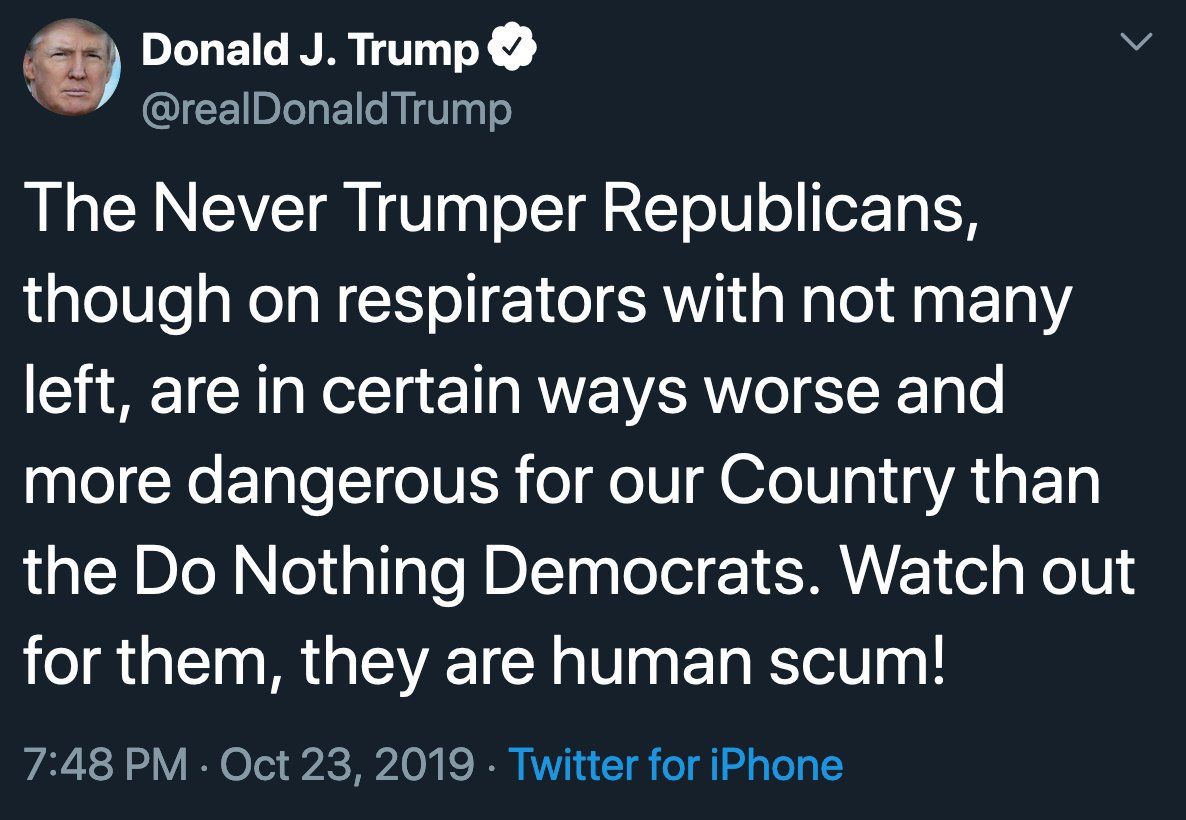 Donald J. Trump
@realDonaldTrump
The Never Trumper Republicans,
though on respirators with not many
left, are in certain ways worse and
more dangerous for our Country than
the Do Nothing Democrats. Watch out
for them, they are human scum!
7:48 PM · Oct 23, 2019 · Twitter for iPhone